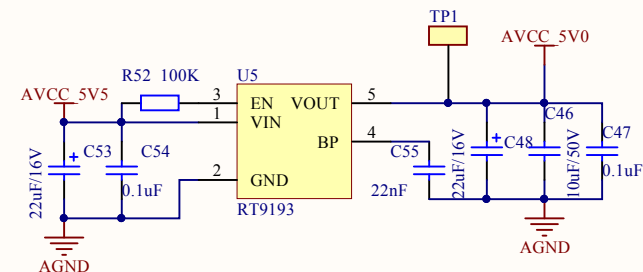 TP1
AVCC_5V0
R52 100K
U5
AVCC_5V5
3
EN
VOUT
5
1
VIN
C46
C53
C54
BP
4
C55
C48
C47
22uF/16V
0.1uF
2
GND
22nF
22uF/16V
10uF/50V
0.1uF
RT9193
AGND
AGND